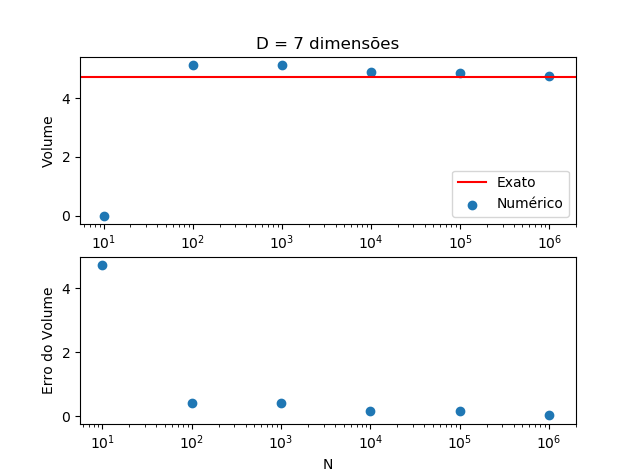 D = 7 dimensões
Volume
4
2
0
Exato
Numérico
10¹ 10² 10³ 10⁴ 10⁵ 10⁶
Erro do Volume
4
2
0
10¹ 10² 10³ 10⁴ 10⁵ 10⁶
N